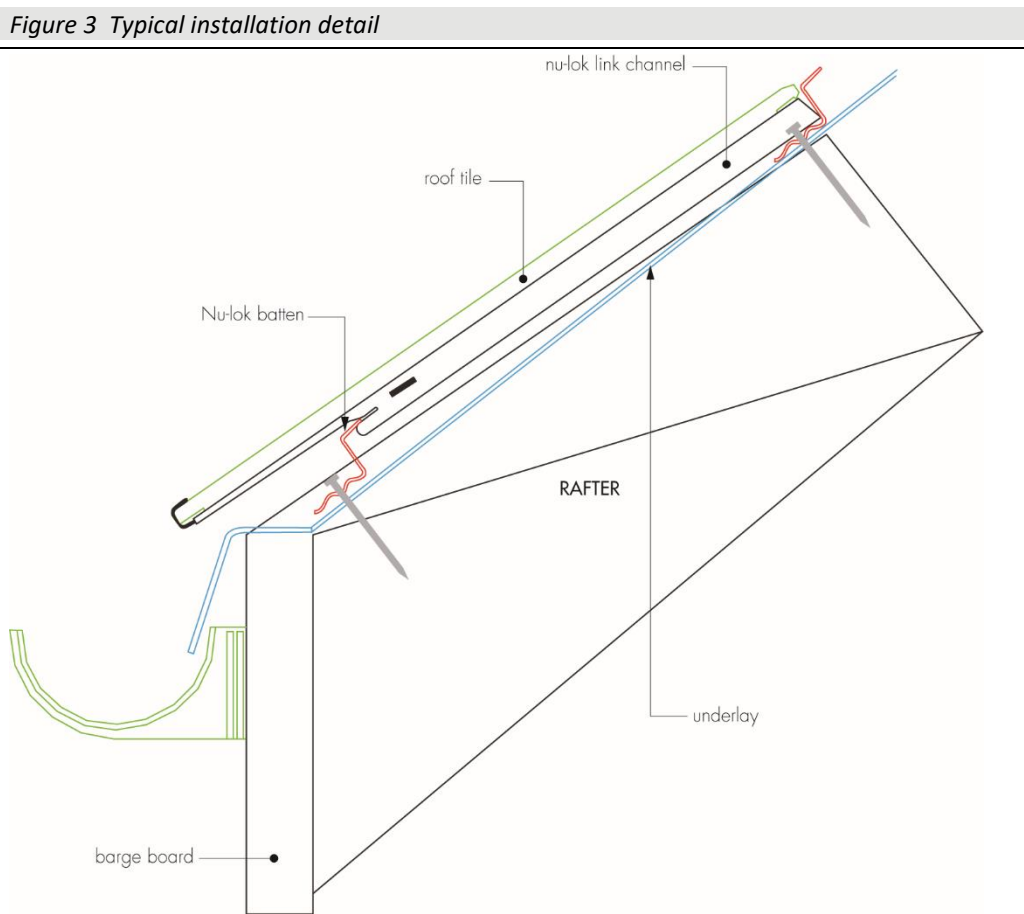 Figure 3 Typical installation detail
nu-lok link channel
roof tile
Nu-lok batten
RAFTER
underlay
barge board